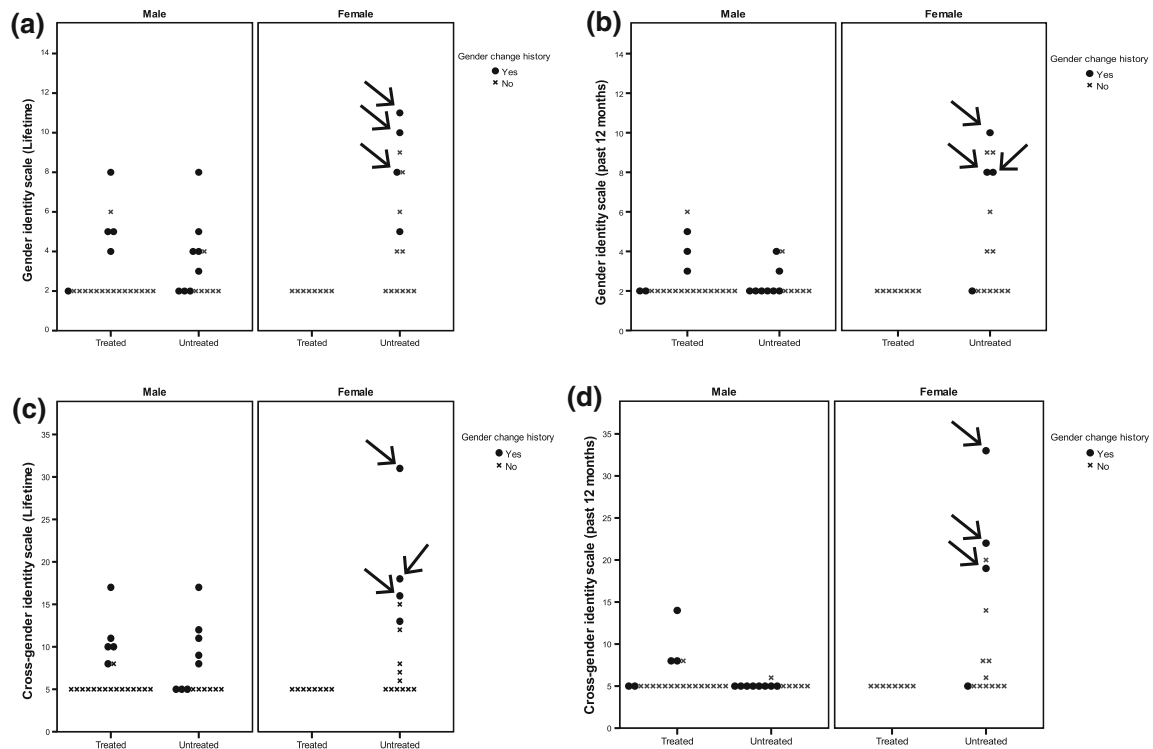 (a)
Male Female
Gender identity scale (Lifetime)
14
12
10
8
6
4
2
0
Treated Untreated Treated Untreated
Gender change history
Yes
No
(b)
Male Female
Gender identity scale (past 12 months)
14
12
10
8
6
4
2
0
Treated Untreated Treated Untreated
Gender change history
Yes
No
(c)
Male Female
Cross-gender identity scale (Lifetime)
35
30
25
20
15
10
5
0
Treated Untreated Treated Untreated
Gender change history
Yes
No
(d)
Male Female
Cross-gender identity scale (past 12 months)
35
30
25
20
15
10
5
0
Treated Untreated Treated Untreated
Gender change history
Yes
No